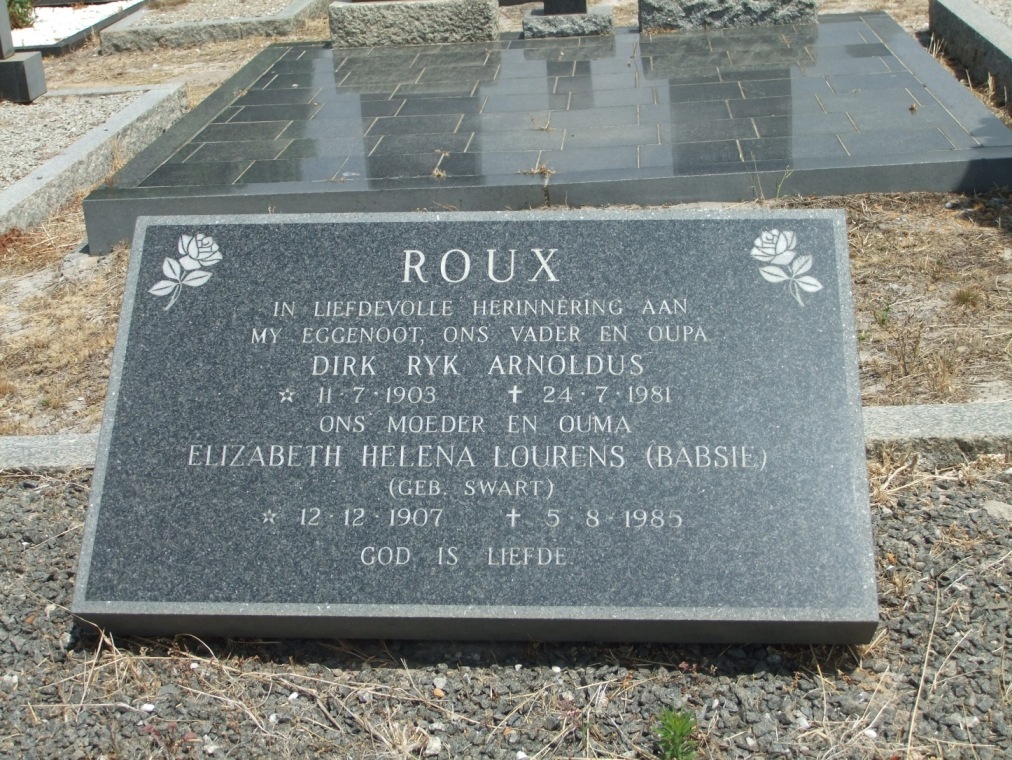 ROUX
IN LIEFDEVOLLE HERINNERING AAN
MY EGGENOOT, ONS VADER EN OUPA
DIRK RYK ARNOLDUS
☆ 11·7·1903 ✝ 24·7·1981
ONS MOEDER EN OUMA
ELIZABETH HELENA LOURENS (BABSIE)
(GEB. SWART)
☆ 12·12·1907 ✝ 5·8·1985
GOD IS LIEFDE